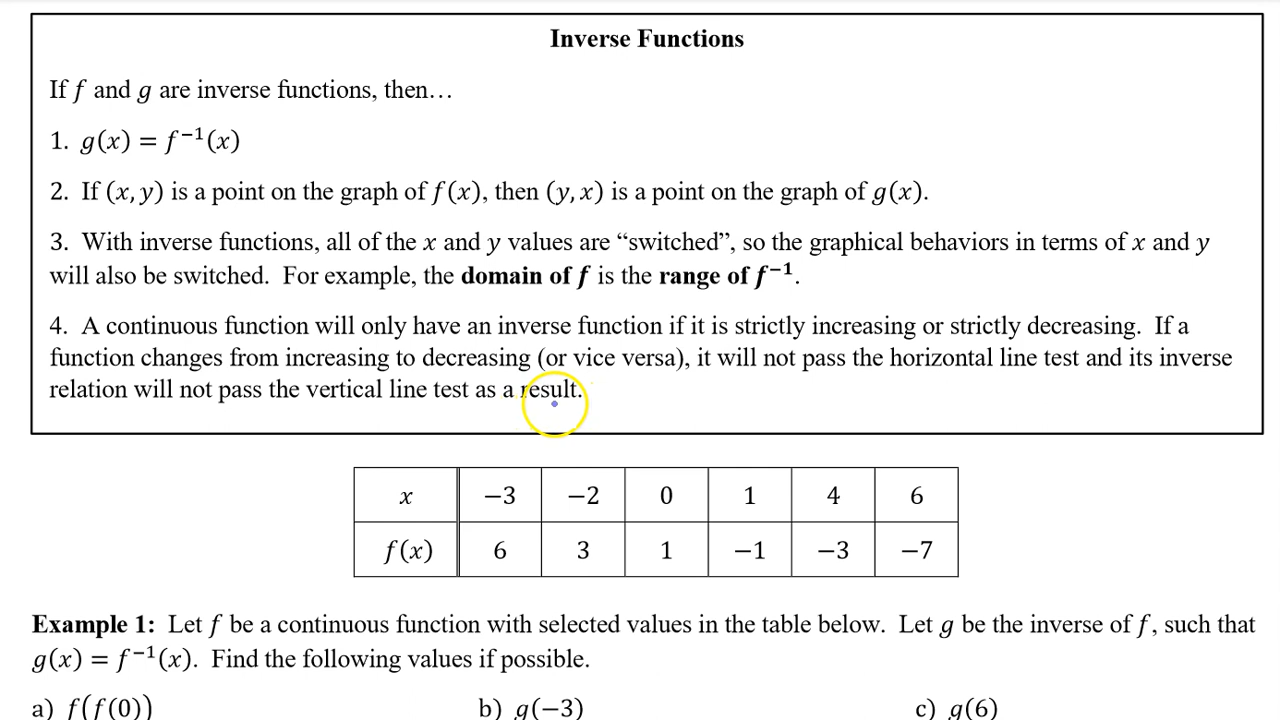 Inverse Functions
If f and g are inverse functions, then…
1. g(x) = f⁻¹(x)
2. If (x, y) is a point on the graph of f(x), then (y, x) is a point on the graph of g(x).
3. With inverse functions, all of the x and y values are “switched”, so the graphical behaviors in terms of x and y
will also be switched. For example, the domain of f is the range of f⁻¹.
4. A continuous function will only have an inverse function if it is strictly increasing or strictly decreasing. If a
function changes from increasing to decreasing (or vice versa), it will not pass the horizontal line test and its inverse
relation will not pass the vertical line test as a result.
x −3 −2 0 1 4 6
f(x) 6 3 1 −1 −3 −7
Example 1: Let f be a continuous function with selected values in the table below. Let g be the inverse of f, such that
g(x) = f⁻¹(x). Find the following values if possible.
a) f(f(0)) b) g(−3) c) g(6)